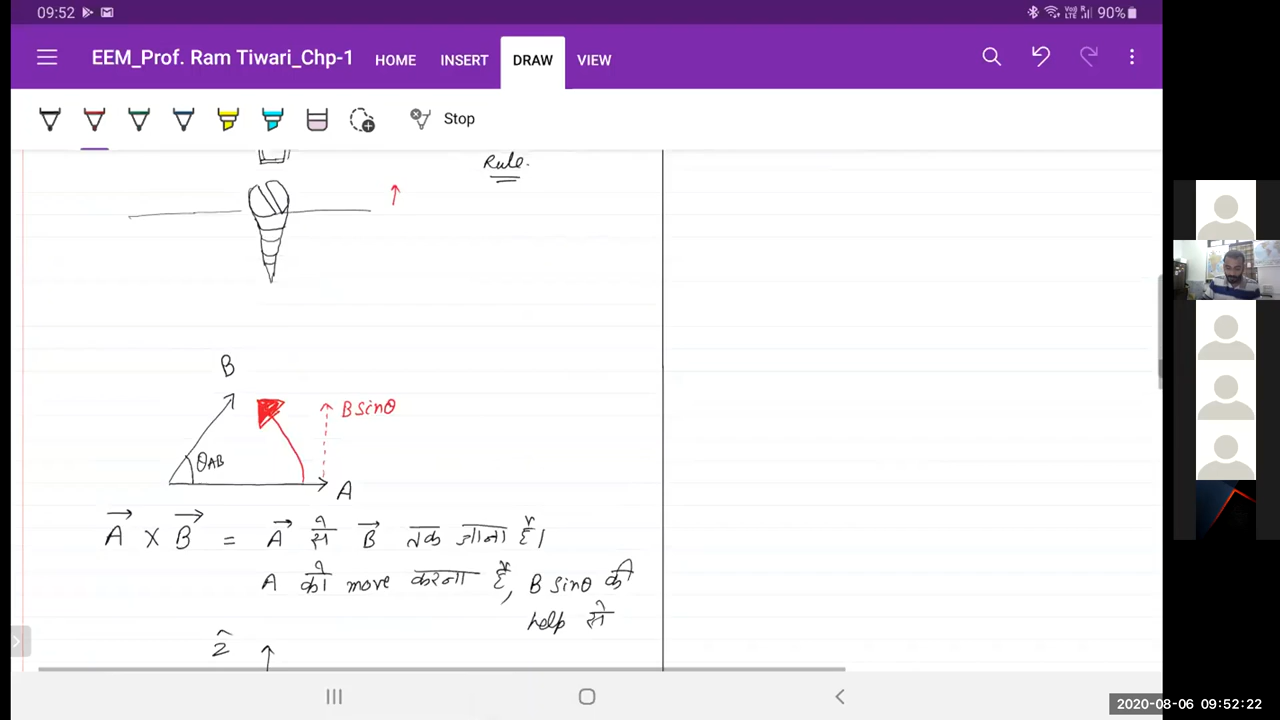 09:52
VoLTE R 90%
EEM_Prof. Ram Tiwari_Chp-1 HOME INSERT DRAW VIEW
Stop
Rule.
B
B sinθ
θAB
A
A × B = A से B तक जाना है।
A को move करना है, B sinθ की
help से
ẑ
2020-08-06 09:52:22